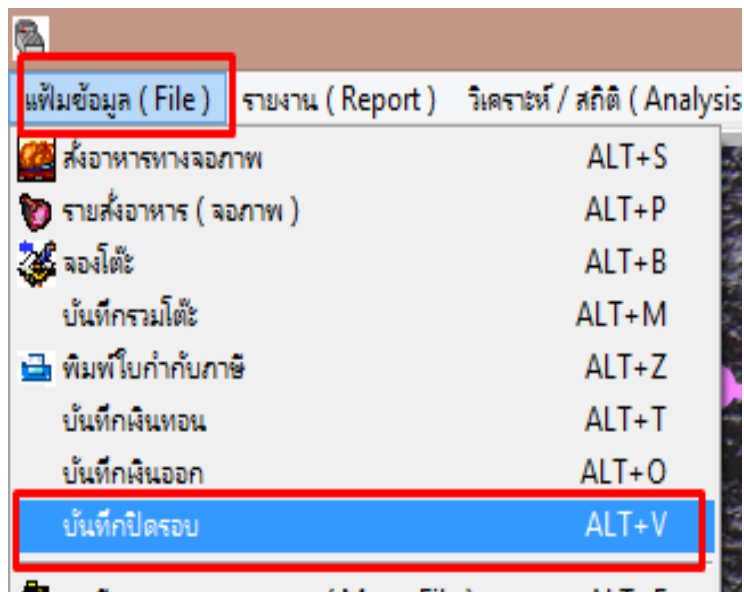 แฟ้มข้อมูล ( File ) รายงาน ( Report ) วิเคราะห์ / สถิติ ( Analysis
สั่งอาหารทางจอภาพ ALT+S
รายสั่งอาหาร ( จอภาพ ) ALT+P
จองโต๊ะ ALT+B
บันทึกรวมโต๊ะ ALT+M
พิมพ์ใบกำกับภาษี ALT+Z
บันทึกเงินทอน ALT+T
บันทึกเงินออก ALT+O
บันทึกปิดรอบ ALT+V